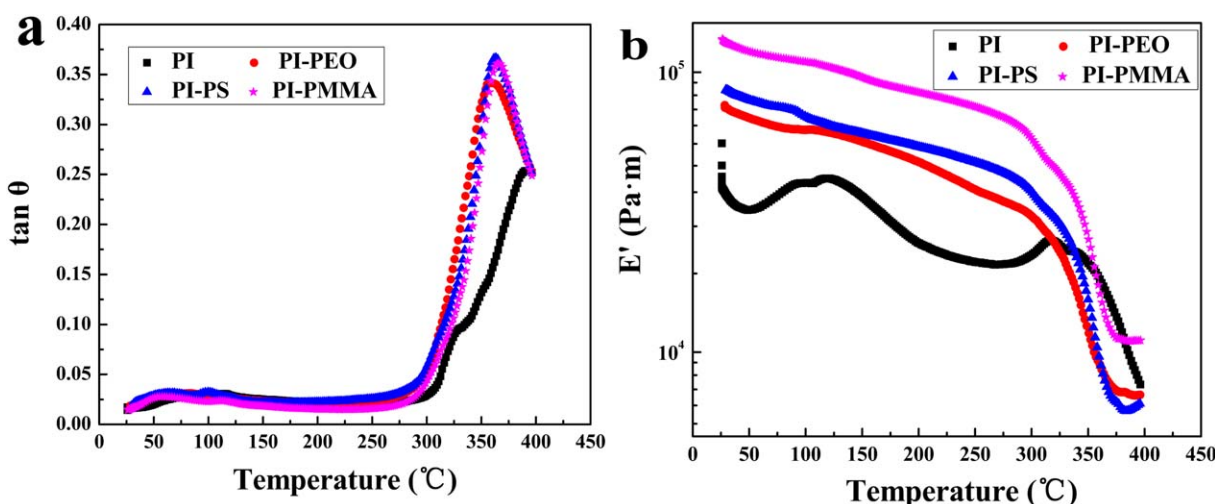 a
0.40
0.35
0.30
0.25
0.20
0.15
0.10
0.05
0.00
tan θ
PI PI-PEO
PI-PS PI-PMMA
0 50 100 150 200 250 300 350 400 450
Temperature (℃)
b
10⁵
10⁴
E' (Pa·m)
PI PI-PEO
PI-PS PI-PMMA
0 50 100 150 200 250 300 350 400 450
Temperature (℃)